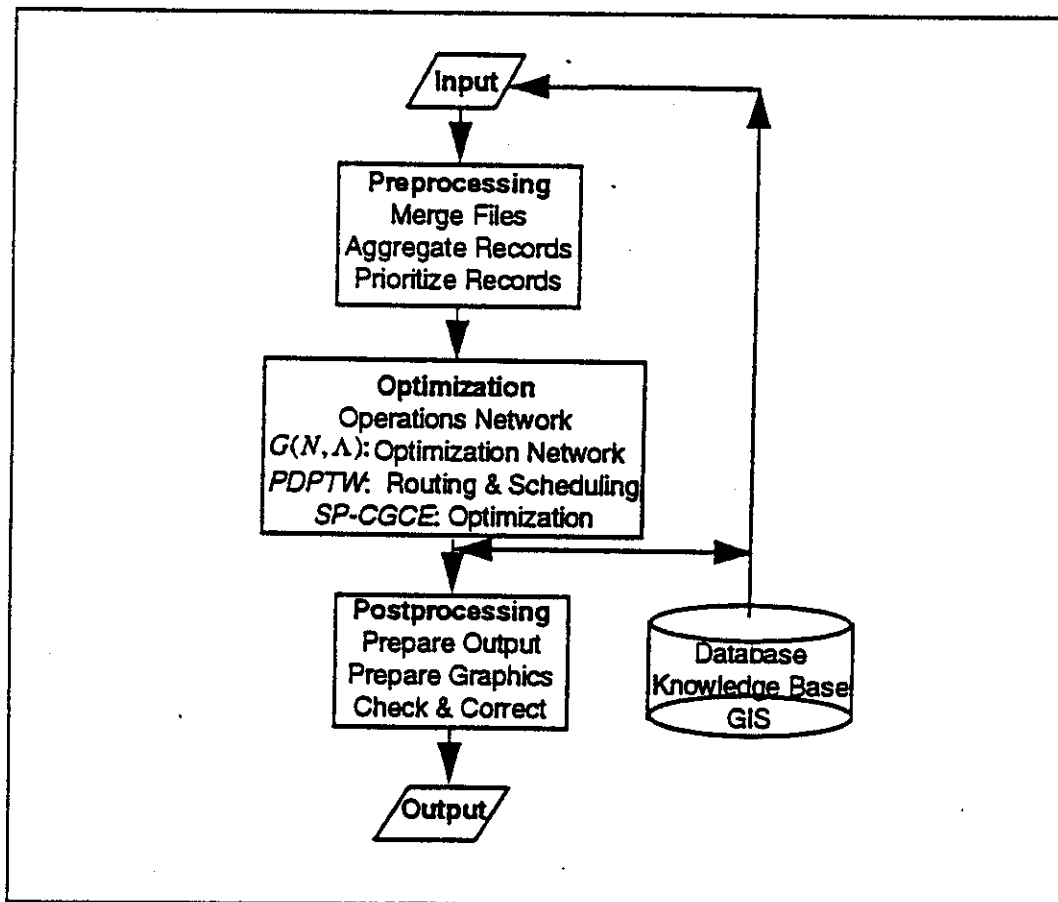 Input
Preprocessing
Merge Files
Aggregate Records
Prioritize Records
Optimization
Operations Network
G(N,Λ): Optimization Network
PDPTW: Routing & Scheduling
SP-CGCE: Optimization
Postprocessing
Prepare Output
Prepare Graphics
Check & Correct
Database
Knowledge Base
GIS
Output